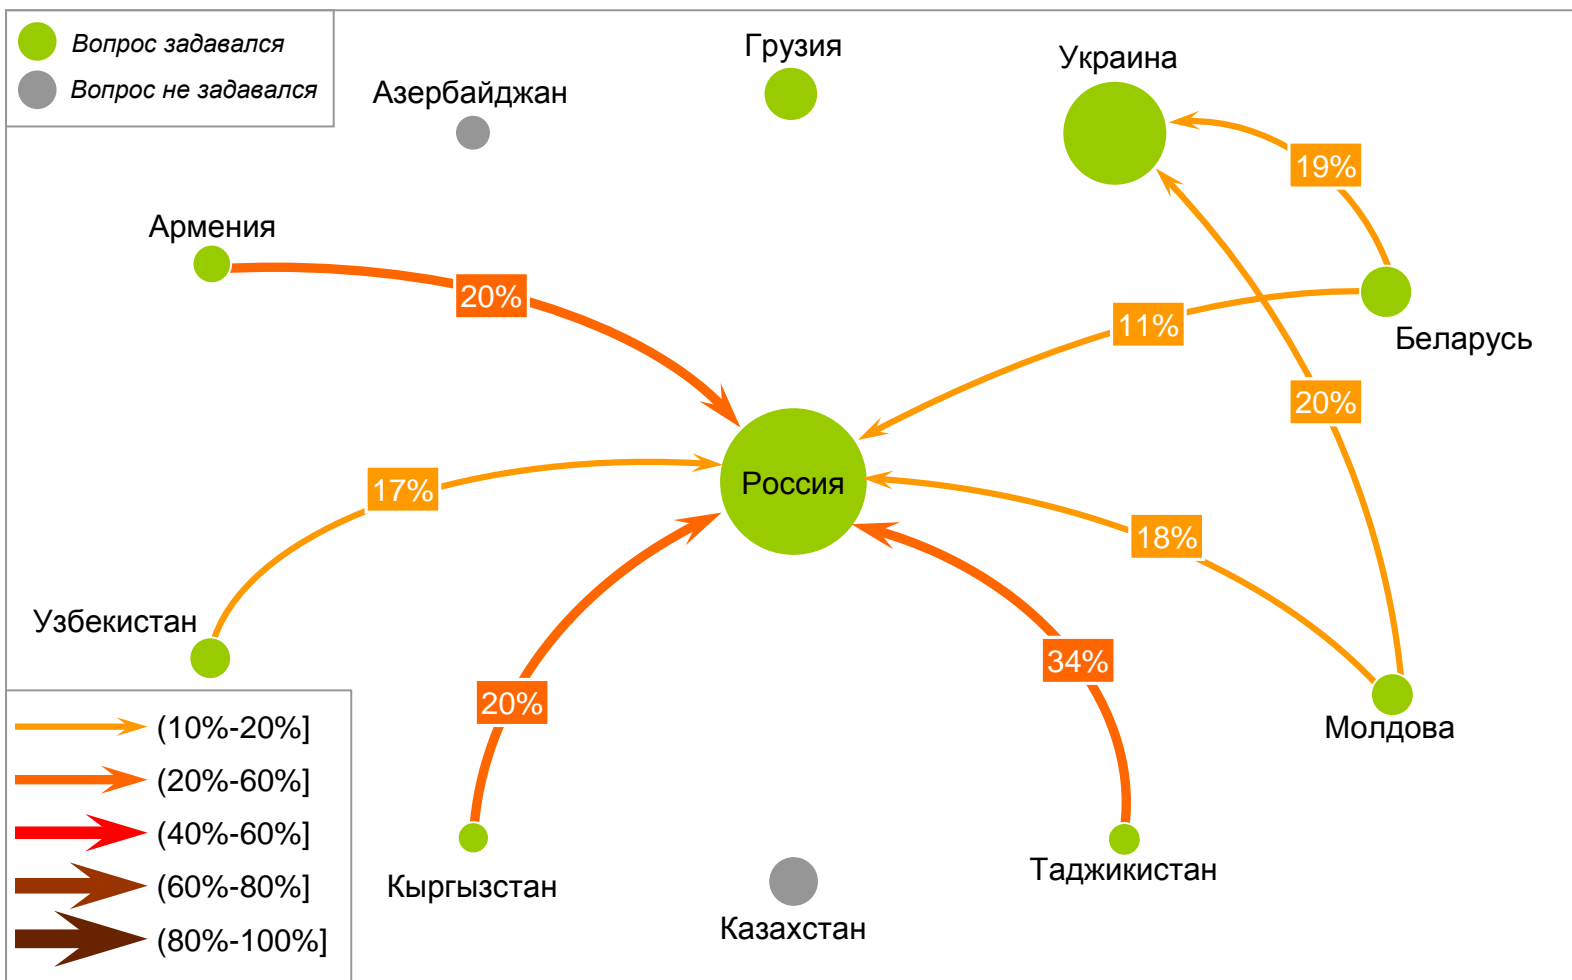 Вопрос задавался
Вопрос не задавался
Грузия
Украина
Азербайджан
19%
Армения
20%
11%
Беларусь
20%
Россия
17%
18%
Узбекистан
34%
20%
Молдова
(10%-20%]
(20%-60%]
(40%-60%]
(60%-80%]
(80%-100%]
Кыргызстан
Таджикистан
Казахстан